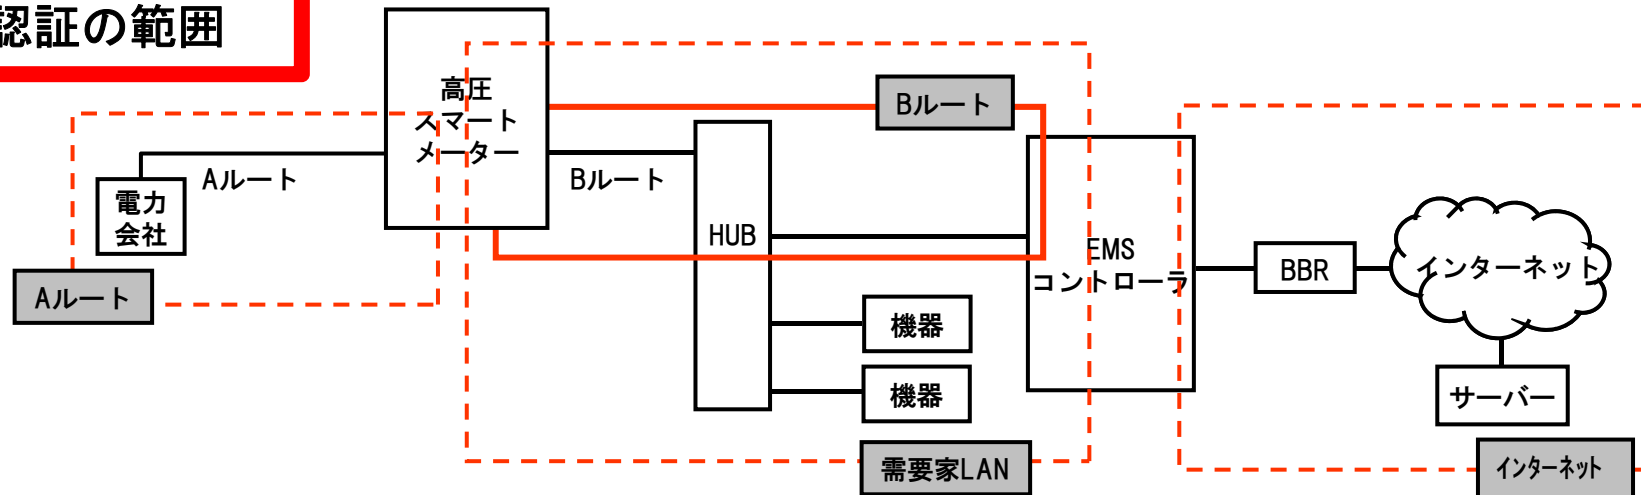 認証の範囲
高圧
スマート
メーター
Bルート
Aルート
Bルート
電力
会社
HUB
EMS
コントローラ
BBR
インターネット
Aルート
機器
機器
サーバー
需要家LAN
インターネット